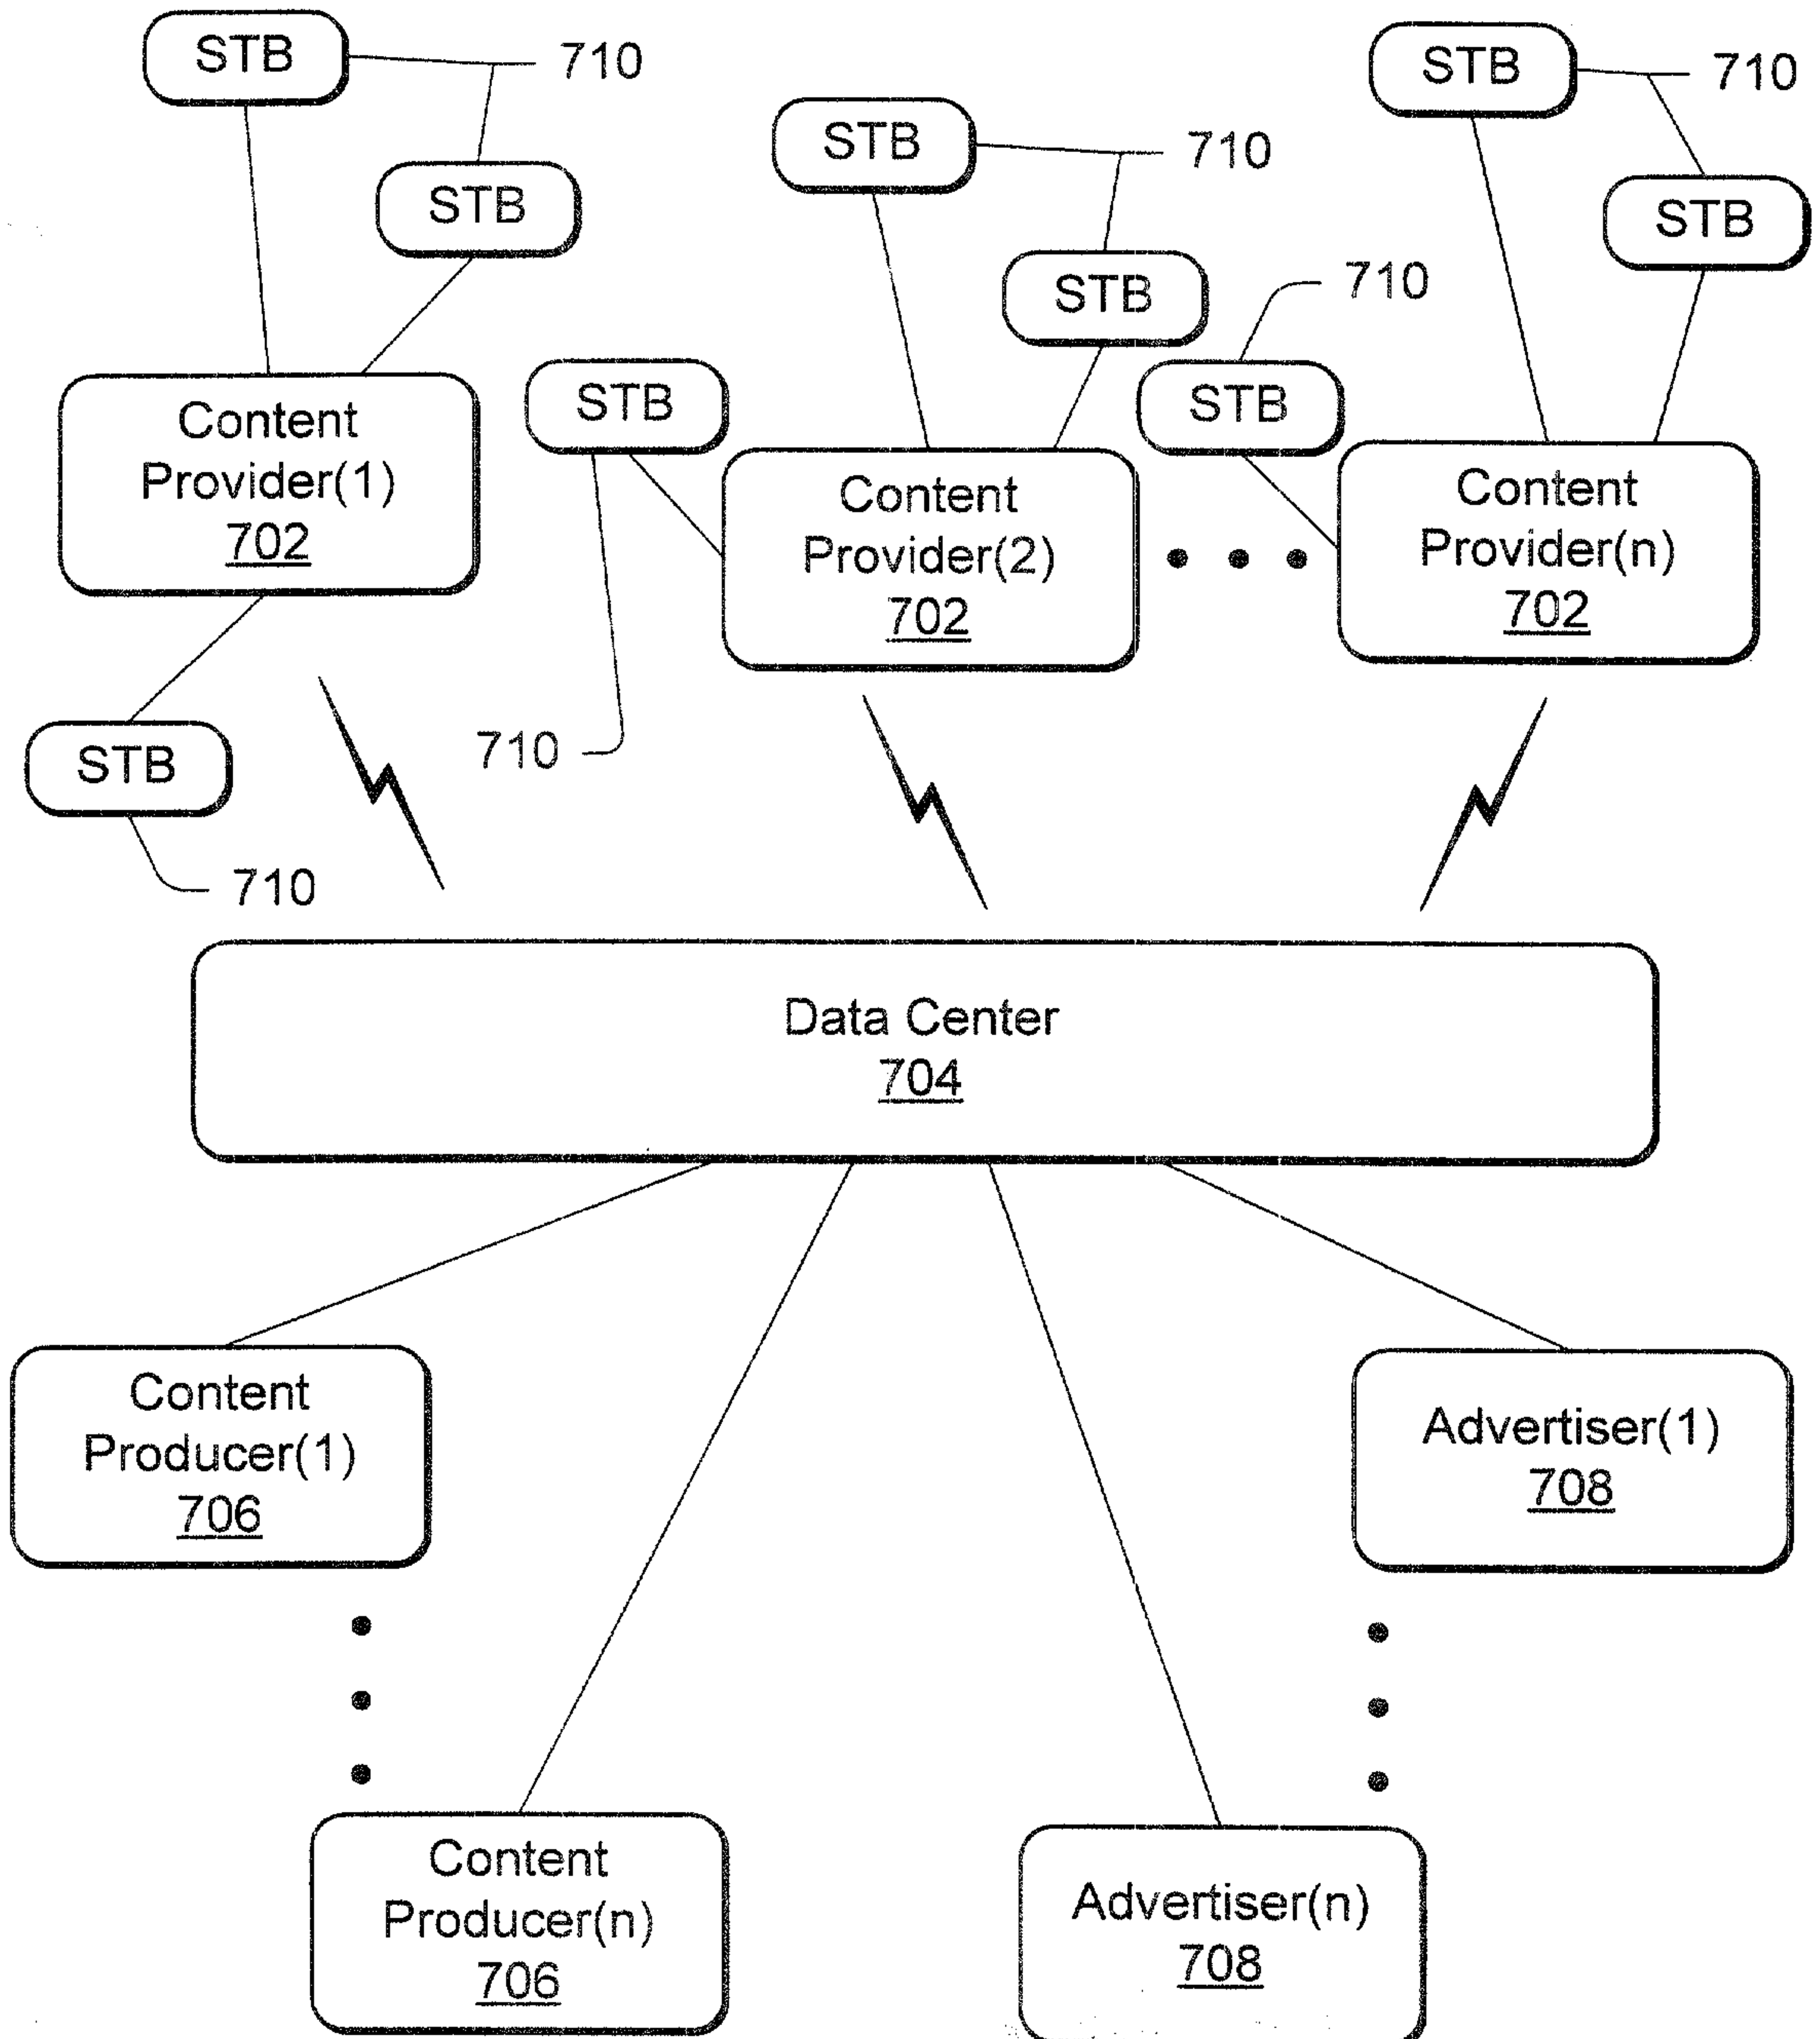 STB
710
STB
710
STB
710
STB
STB
STB
STB
710
STB
STB
Content
Provider(1)
702
Content
Provider(2)
702
Content
Provider(n)
702
710
STB
710
Data Center
704
Content
Producer(1)
706
Advertiser(1)
708
Content
Producer(n)
706
Advertiser(n)
708